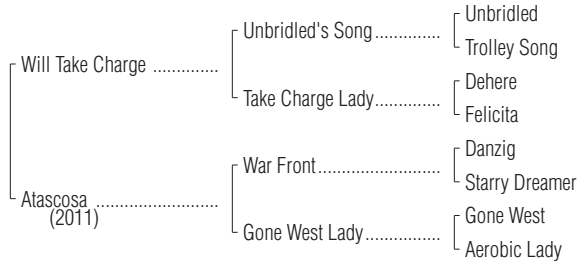 Unbridled
Unbridled's Song
Trolley Song
Will Take Charge
Dehere
Take Charge Lady
Felicita
Danzig
War Front
Starry Dreamer
Atascosa
(2011)
Gone West
Gone West Lady
Aerobic Lady